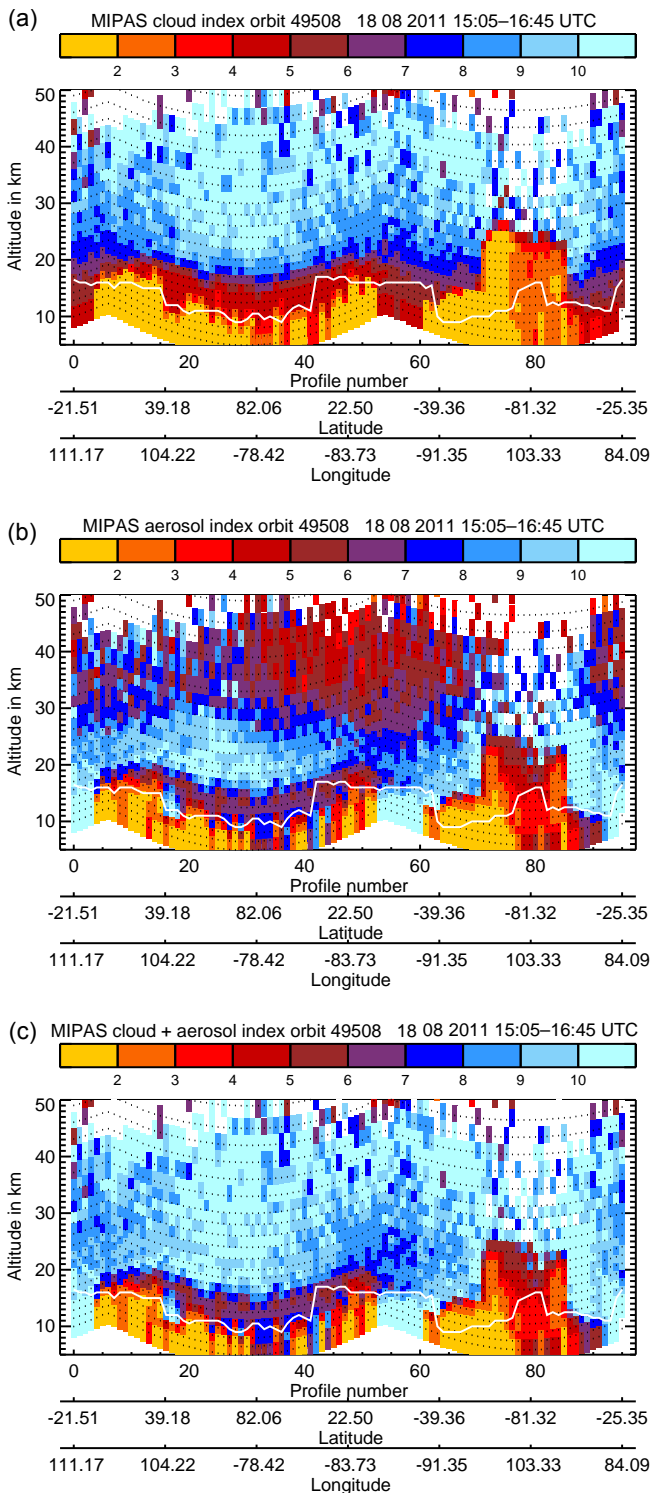 (a)
MIPAS cloud index orbit 49508 18 08 2011 15:05–16:45 UTC
2 3 4 5 6 7 8 9 10
50
40
30
20
10
Altitude in km
0 20 40 60 80
Profile number
-21.51 39.18 82.06 22.50 -39.36 -81.32 -25.35
Latitude
111.17 104.22 -78.42 -83.73 -91.35 103.33 84.09
Longitude
(b)
MIPAS aerosol index orbit 49508 18 08 2011 15:05–16:45 UTC
2 3 4 5 6 7 8 9 10
50
40
30
20
10
Altitude in km
0 20 40 60 80
Profile number
-21.51 39.18 82.06 22.50 -39.36 -81.32 -25.35
Latitude
111.17 104.22 -78.42 -83.73 -91.35 103.33 84.09
Longitude
(c)
MIPAS cloud + aerosol index orbit 49508 18 08 2011 15:05–16:45 UTC
2 3 4 5 6 7 8 9 10
50
40
30
20
10
Altitude in km
0 20 40 60 80
Profile number
-21.51 39.18 82.06 22.50 -39.36 -81.32 -25.35
Latitude
111.17 104.22 -78.42 -83.73 -91.35 103.33 84.09
Longitude